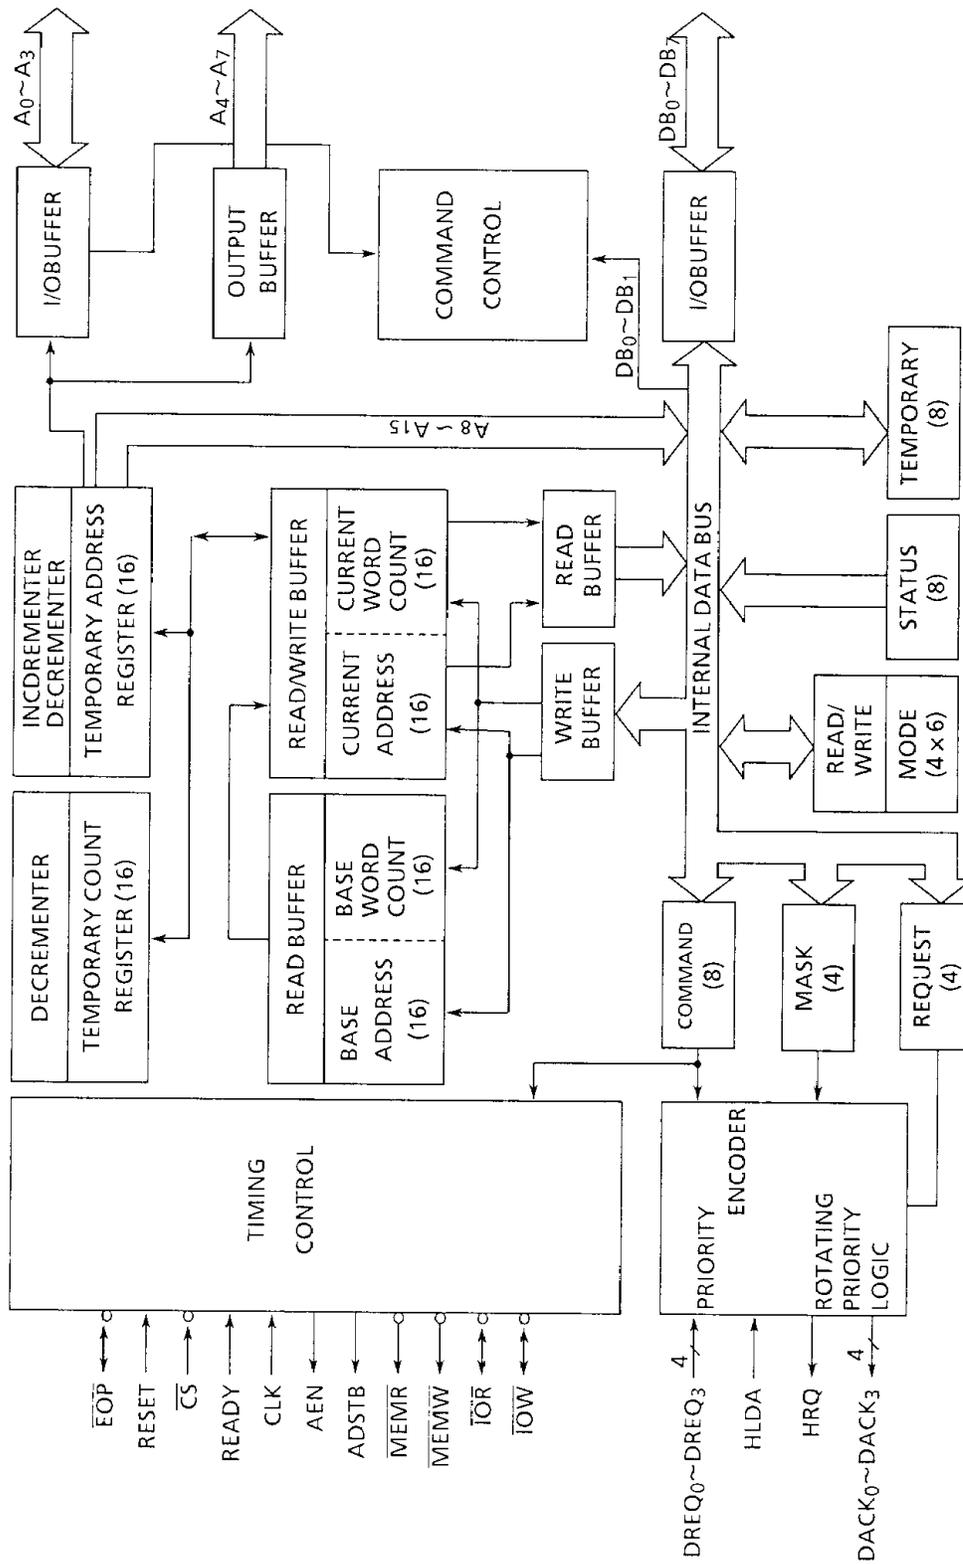 DECREMENTER
TEMPORARY COUNT
REGISTER (16)
INCDREMENTER
DECREMENTER
TEMPORARY ADDRESS
REGISTER (16)
I/OBUFFER
A0~A3
OUTPUT
BUFFER
A4~A7
A8 ~ A15
READ BUFFER
BASE
ADDRESS
(16)
BASE
WORD
COUNT
(16)
READ/WRITE BUFFER
CURRENT
ADDRESS
(16)
CURRENT
WORD
COUNT
(16)
COMMAND
CONTROL
WRITE
BUFFER
READ
BUFFER
DB0~DB1
INTERNAL DATA BUS
I/OBUFFER
DB0~DB7
TIMING
CONTROL
EOP
RESET
CS
READY
CLK
AEN
ADSTB
MEMR
MEMW
IOR
IOW
COMMAND
(8)
MASK
(4)
REQUEST
(4)
READ/
WRITE
MODE
(4×6)
STATUS
(8)
TEMPORARY
(8)
PRIORITY
ENCODER
ROTATING
PRIORITY
LOGIC
DREQ0~DREQ3
4
HLDA
HRQ
DACK0~DACK3
4